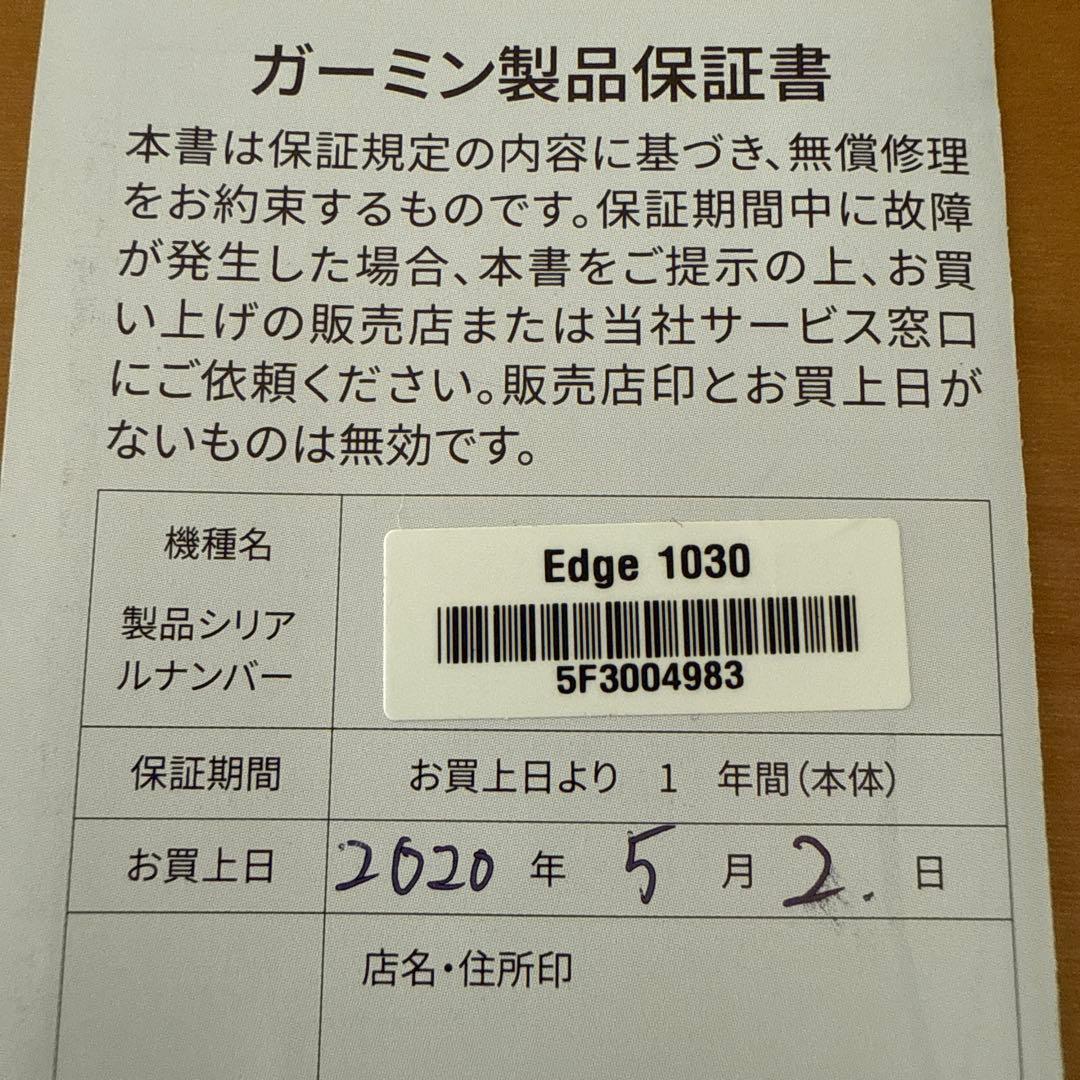 ガーミン製品保証書
本書は保証規定の内容に基づき、無償修理
をお約束するものです。保証期間中に故障
が発生した場合、本書をご提示の上、お買
い上げの販売店または当社サービス窓口
にご依頼ください。販売店印とお買上日が
ないものは無効です。
機種名
製品シリア
ルナンバー
Edge 1030
5F3004983
保証期間
お買上日より 1 年間（本体）
お買上日
2020 年 5 月 2. 日
店名・住所印